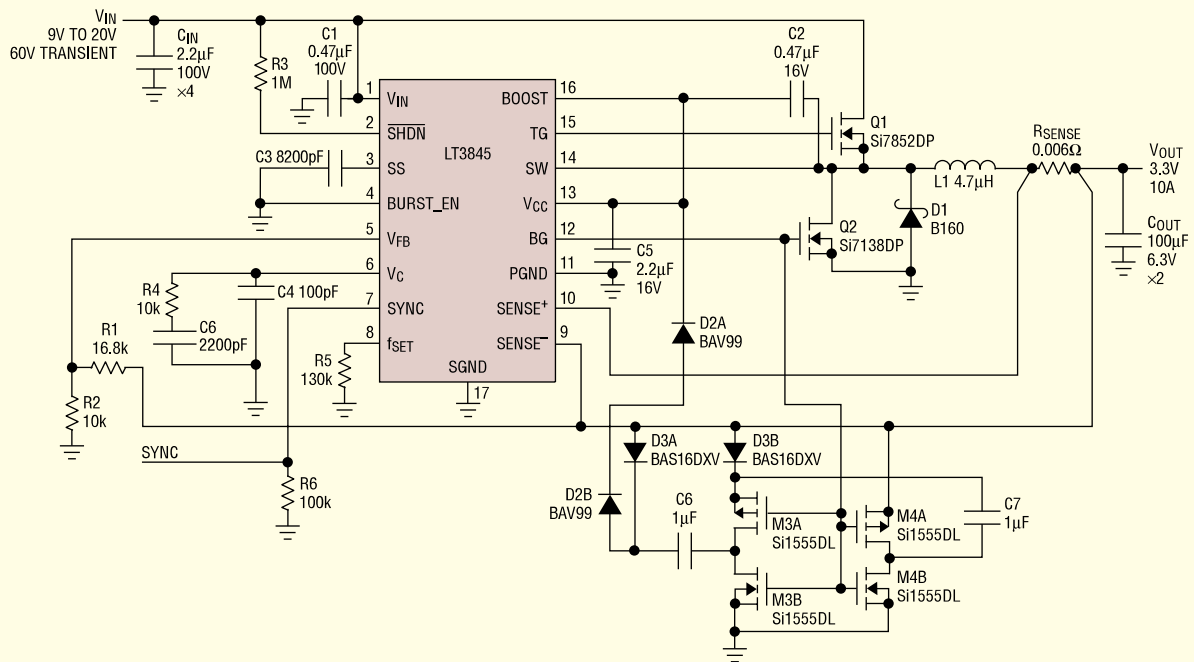 VIN
9V TO 20V
60V TRANSIENT
CIN
2.2µF
100V
×4
R3
1M
C1
0.47µF
100V
C2
0.47µF
16V
1
VIN
2
SHDN
C3 8200pF
3
SS
4
BURST_EN
5
VFB
6
VC
7
SYNC
8
fSET
LT3845
SGND
17
16
BOOST
15
TG
14
SW
13
VCC
12
BG
11
PGND
10
SENSE+
9
SENSE–
Q1
Si7852DP
RSENSE
0.006Ω
VOUT
3.3V
10A
L1 4.7µH
Q2
Si7138DP
D1
B160
COUT
100µF
6.3V
×2
C5
2.2µF
16V
R4
10k
C4 100pF
C6
2200pF
R1
16.8k
R5
130k
R2
10k
D2A
BAV99
SYNC
R6
100k
D3A
BAS16DXV
D3B
BAS16DXV
D2B
BAV99
C6
1µF
M3A
Si1555DL
M4A
Si1555DL
C7
1µF
M3B
Si1555DL
M4B
Si1555DL